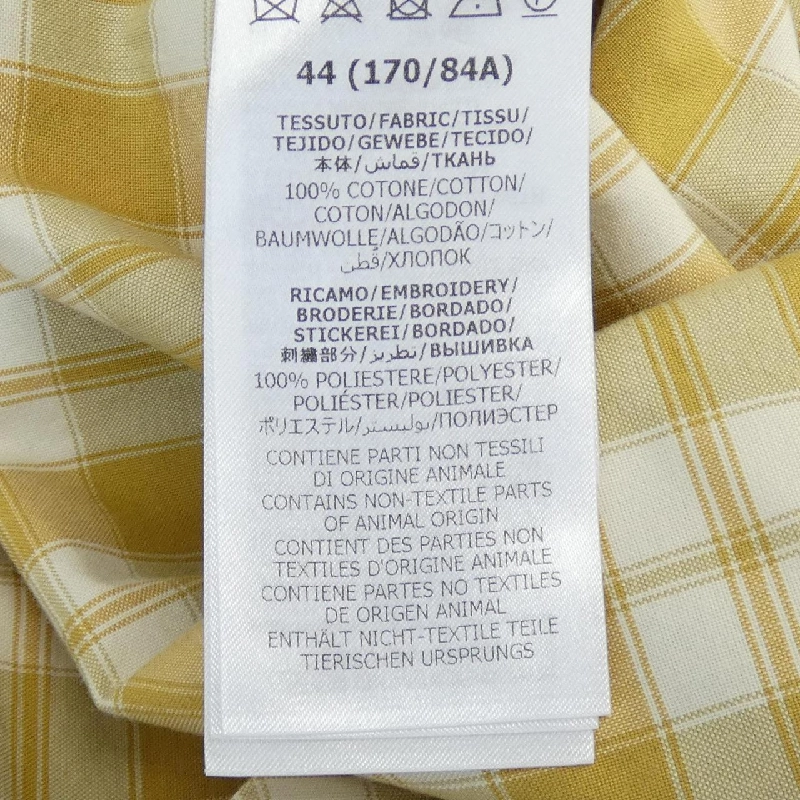 44 (170/84A)
TESSUTO/FABRIC/TISSU/
TEJIDO/GEWEBE/TECIDO/
本体/قماش/ТКАНЬ
100% COTONE/COTTON/
COTON/ALGODON/
BAUMWOLLE/ALGODÃO/コットン/
قُطن/ХЛОПОК
RICAMO/EMBROIDERY/
BRODERIE/BORDADO/
STICKEREI/BORDADO/
刺繍部分/تطريز/ВЫШИВКА
100% POLIESTERE/POLYESTER/
POLIÉSTER/POLIESTER/
ポリエステル/بوليستر/ПОЛИЭСТЕР
CONTIENE PARTI NON TESSILI
DI ORIGINE ANIMALE
CONTAINS NON-TEXTILE PARTS
OF ANIMAL ORIGIN
CONTIENT DES PARTIES NON
TEXTILES D'ORIGINE ANIMALE
CONTIENE PARTES NO TEXTILES
DE ORIGEN ANIMAL
ENTHÄLT NICHT-TEXTILE TEILE
TIERISCHEN URSPRUNGS